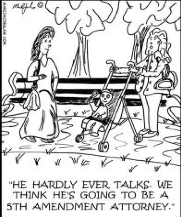 "HE HARDLY EVER TALKS. WE
THINK HE'S GOING TO BE A
5TH AMENDMENT ATTORNEY."